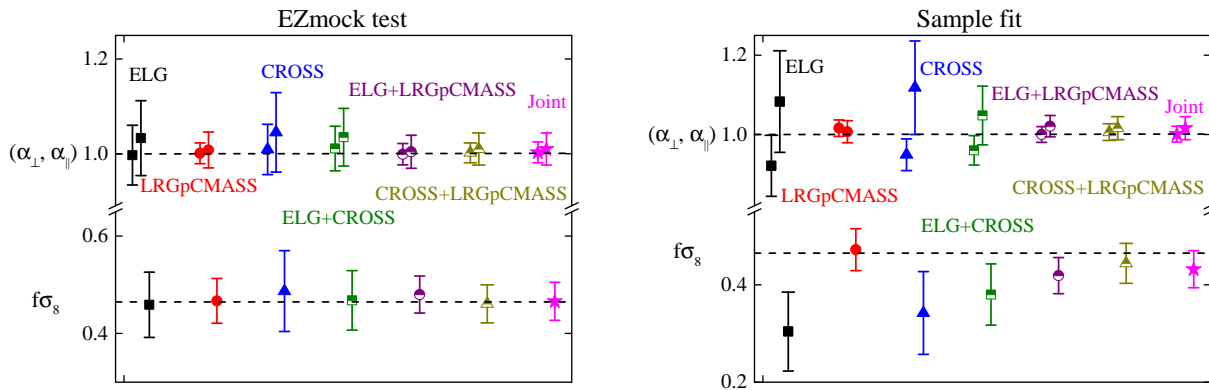 EZmock test
1.2
1.0
0.6
0.4
(α⊥, α∥)
fσ8
ELG
CROSS
ELG+LRGpCMASS
Joint
LRGpCMASS
CROSS+LRGpCMASS
ELG+CROSS
Sample fit
1.2
1.0
0.4
0.2
(α⊥, α∥)
fσ8
ELG
CROSS
ELG+LRGpCMASS
Joint
LRGpCMASS
CROSS+LRGpCMASS
ELG+CROSS